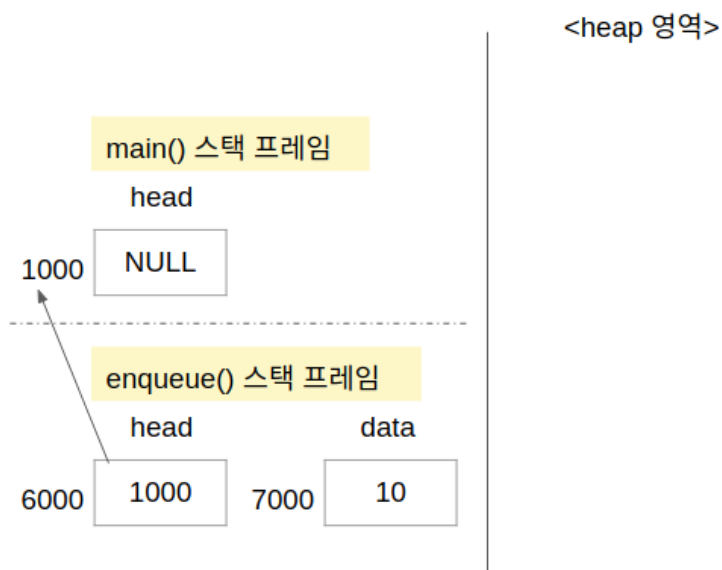 <heap 영역>
main() 스택 프레임
head
1000 NULL
enqueue() 스택 프레임
head data
6000 1000 7000 10